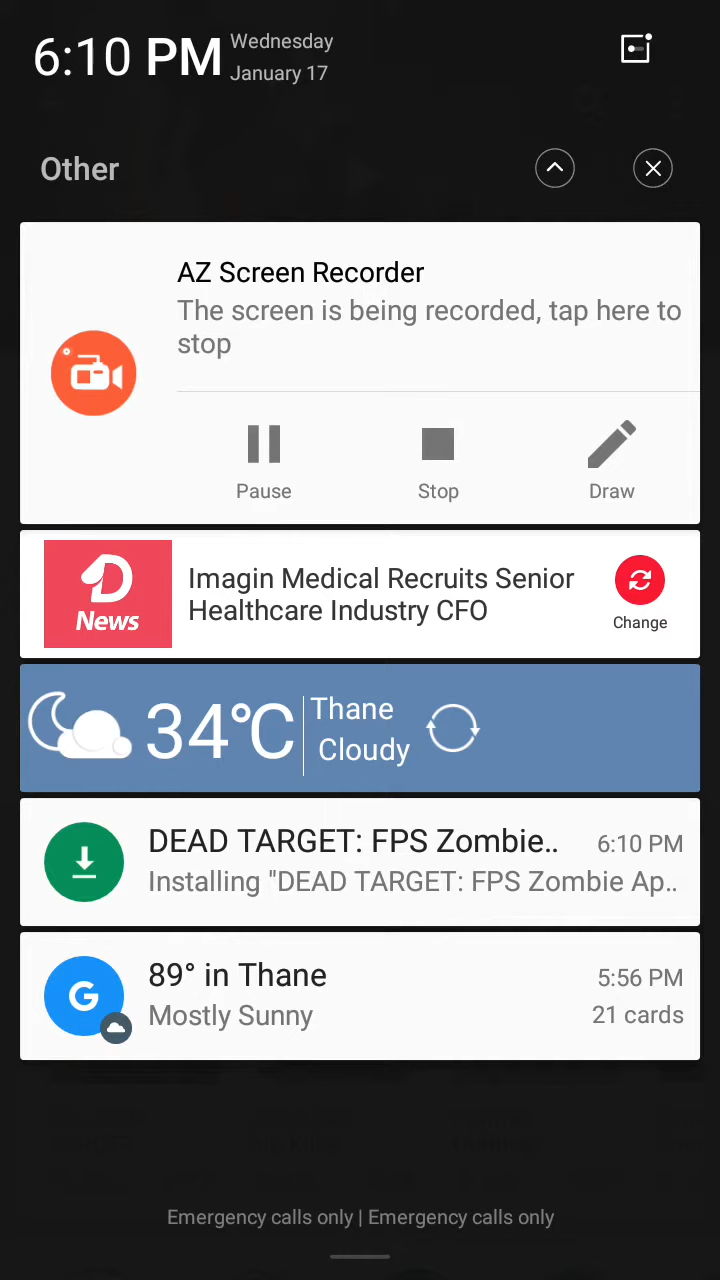 6:10 PM
Wednesday
January 17
Other
AZ Screen Recorder
The screen is being recorded, tap here to
stop
Pause
Stop
Draw
News
Imagin Medical Recruits Senior
Healthcare Industry CFO
Change
34°C
Thane
Cloudy
DEAD TARGET: FPS Zombie..
6:10 PM
Installing "DEAD TARGET: FPS Zombie Ap..
G
89° in Thane
5:56 PM
Mostly Sunny
21 cards
Emergency calls only | Emergency calls only